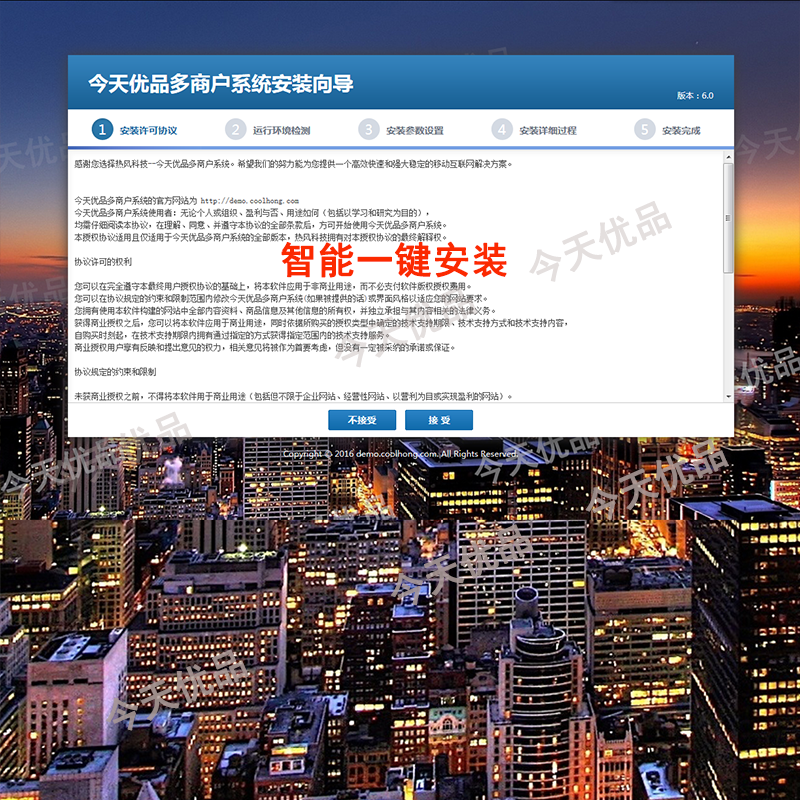 今天优品多商户系统安装向导
版本：6.0
1 安装许可协议 2 运行环境检测 3 安装参数设置 4 安装详细过程 5 安装完成
感谢您选择热风科技--今天优品多商户系统。希望我们的努力能为您提供一个高效快速和强大稳定的移动互联网解决方案。
今天优品多商户系统的官方网站为 http://demo.coolhong.com
今天优品多商户系统使用者：无论个人或组织、盈利与否、用途如何（包括以学习和研究为目的），
均需仔细阅读本协议，在理解、同意、并遵守本协议的全部条款后，方可开始使用今天优品多商户系统。
本授权协议适用且仅适用于今天优品多商户系统的全部版本，热风科技拥有对本授权协议的最终解释权。
智能一键安装
协议许可的权利
您可以在完全遵守本最终用户授权协议的基础上，将本软件应用于非商业用途，而不必支付软件版权授权费用。
您可以在协议规定的约束和限制范围内修改今天优品多商户系统(如果被提供的话)或界面风格以适应您的网站要求。
您拥有使用本软件构建的网站中全部内容资料、商品信息及其他信息的所有权，并独立承担与其内容相关的法律义务。
获得商业授权之后，您可以将本软件应用于商业用途，同时依据所购买的授权类型中确定的技术支持期限、技术支持方式和技术支持内容，
自购买时刻起，在技术支持期限内拥有通过指定的方式获得指定范围内的技术支持服务。
商业授权用户享有反映和提出意见的权力，相关意见将被作为首要考虑，但没有一定被采纳的承诺或保证。
协议规定的约束和限制
未获商业授权之前，不得将本软件用于商业用途（包括但不限于企业网站、经营性网站、以营利为目或实现盈利的网站）。
不接受 接 受
Copyright © 2016 demo.coolhong.com. All Rights Reserved.
今天优品
今天优品
今天优品
今天优品
今天优品
今天优品
今天优品